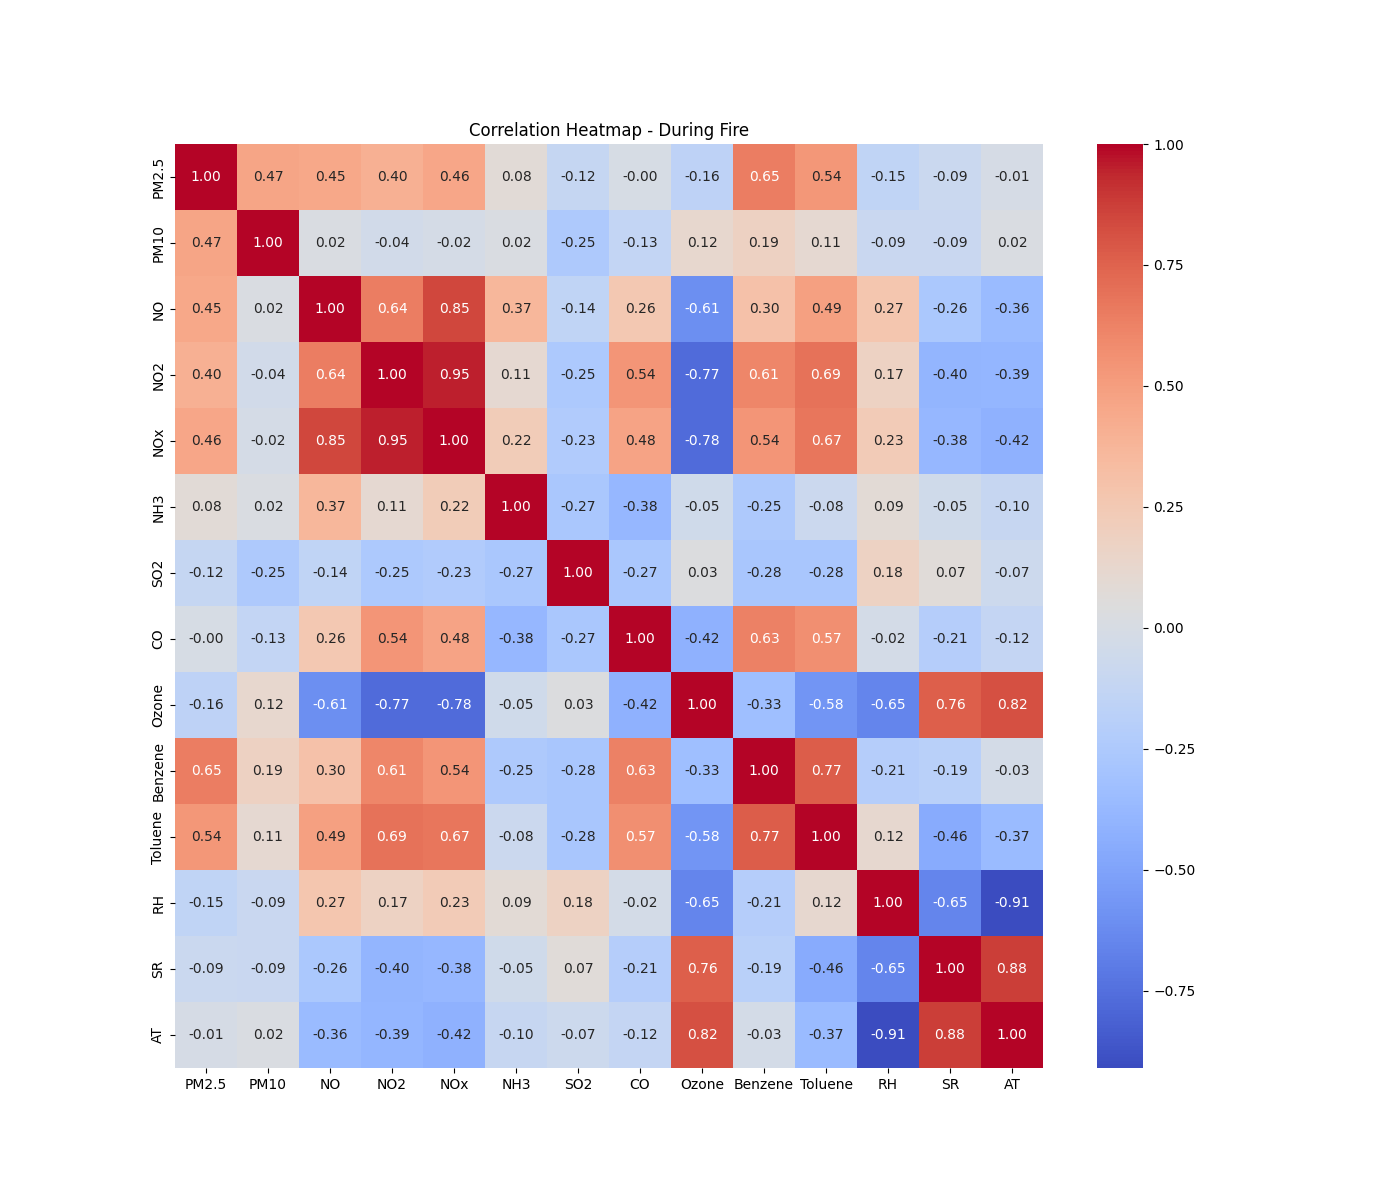 Correlation Heatmap - During Fire
PM2.5 1.00 0.47 0.45 0.40 0.46 0.08 -0.12 -0.00 -0.16 0.65 0.54 -0.15 -0.09 -0.01
PM10 0.47 1.00 0.02 -0.04 -0.02 0.02 -0.25 -0.13 0.12 0.19 0.11 -0.09 -0.09 0.02
NO 0.45 0.02 1.00 0.64 0.85 0.37 -0.14 0.26 -0.61 0.30 0.49 0.27 -0.26 -0.36
NO2 0.40 -0.04 0.64 1.00 0.95 0.11 -0.25 0.54 -0.77 0.61 0.69 0.17 -0.40 -0.39
NOx 0.46 -0.02 0.85 0.95 1.00 0.22 -0.23 0.48 -0.78 0.54 0.67 0.23 -0.38 -0.42
NH3 0.08 0.02 0.37 0.11 0.22 1.00 -0.27 -0.38 -0.05 -0.25 -0.08 0.09 -0.05 -0.10
SO2 -0.12 -0.25 -0.14 -0.25 -0.23 -0.27 1.00 -0.27 0.03 -0.28 -0.28 0.18 0.07 -0.07
CO -0.00 -0.13 0.26 0.54 0.48 -0.38 -0.27 1.00 -0.42 0.63 0.57 -0.02 -0.21 -0.12
Ozone -0.16 0.12 -0.61 -0.77 -0.78 -0.05 0.03 -0.42 1.00 -0.33 -0.58 -0.65 0.76 0.82
Benzene 0.65 0.19 0.30 0.61 0.54 -0.25 -0.28 0.63 -0.33 1.00 0.77 -0.21 -0.19 -0.03
Toluene 0.54 0.11 0.49 0.69 0.67 -0.08 -0.28 0.57 -0.58 0.77 1.00 0.12 -0.46 -0.37
RH -0.15 -0.09 0.27 0.17 0.23 0.09 0.18 -0.02 -0.65 -0.21 0.12 1.00 -0.65 -0.91
SR -0.09 -0.09 -0.26 -0.40 -0.38 -0.05 0.07 -0.21 0.76 -0.19 -0.46 -0.65 1.00 0.88
AT -0.01 0.02 -0.36 -0.39 -0.42 -0.10 -0.07 -0.12 0.82 -0.03 -0.37 -0.91 0.88 1.00
PM2.5 PM10 NO NO2 NOx NH3 SO2 CO Ozone Benzene Toluene RH SR AT
1.00
0.75
0.50
0.25
0.00
−0.25
−0.50
−0.75